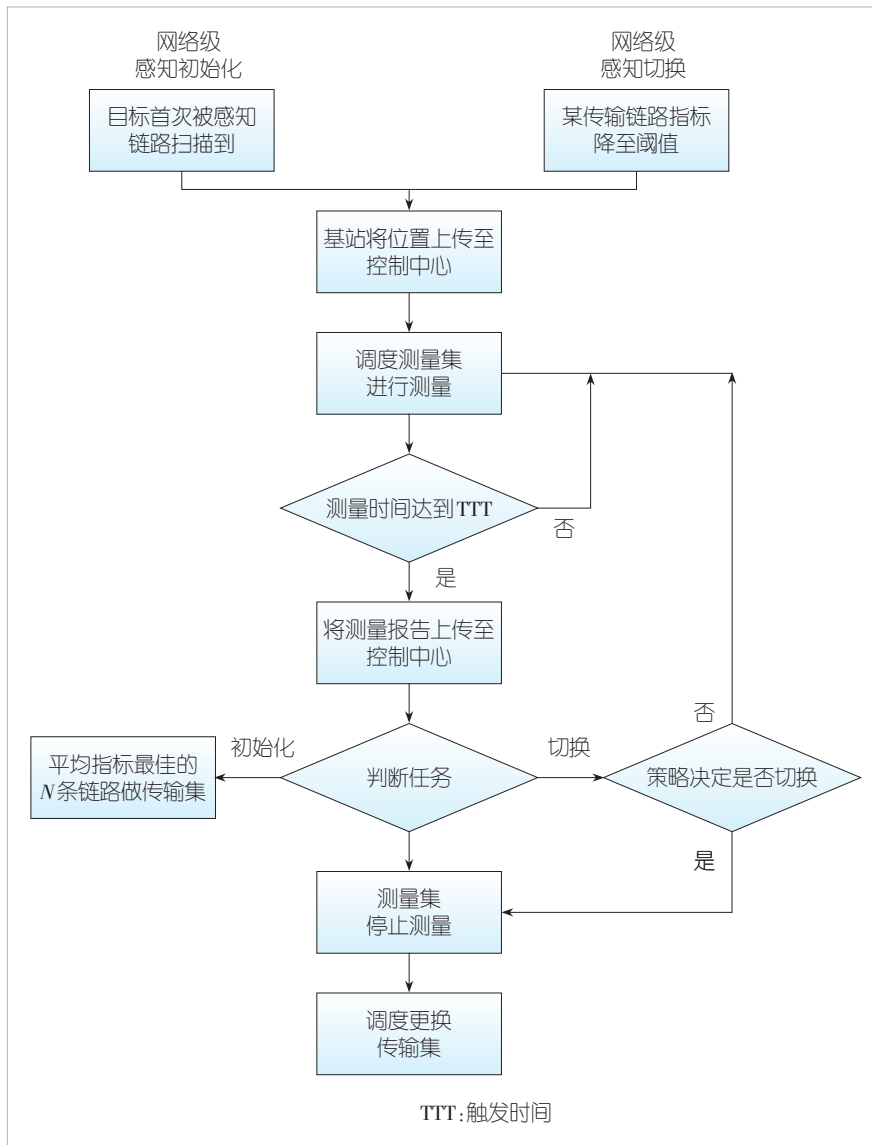 网络级
感知初始化
网络级
感知切换
目标首次被感知
链路扫描到
某传输链路指标
降至阈值
基站将位置上传至
控制中心
调度测量集
进行测量
测量时间达到TTT
否
是
将测量报告上传至
控制中心
否
初始化
切换
平均指标最佳的
N条链路做传输集
判断任务
策略决定是否切换
是
测量集
停止测量
调度更换
传输集
TTT:触发时间